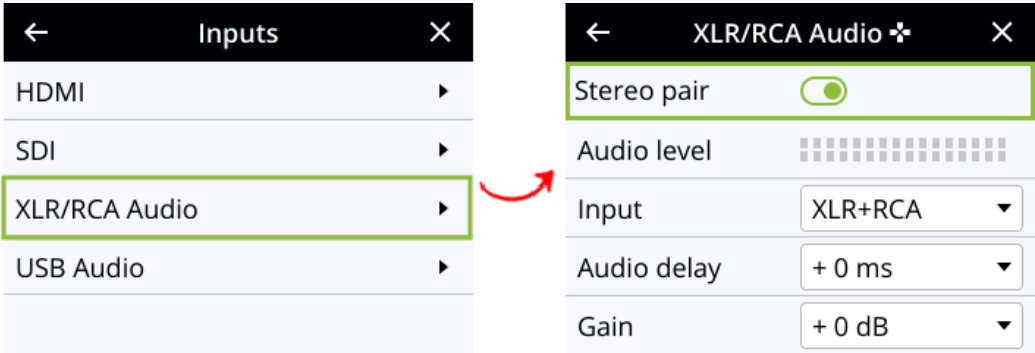 Inputs
HDMI
SDI
XLR/RCA Audio
USB Audio
XLR/RCA Audio
Stereo pair
Audio level
Input XLR+RCA
Audio delay + 0 ms
Gain + 0 dB